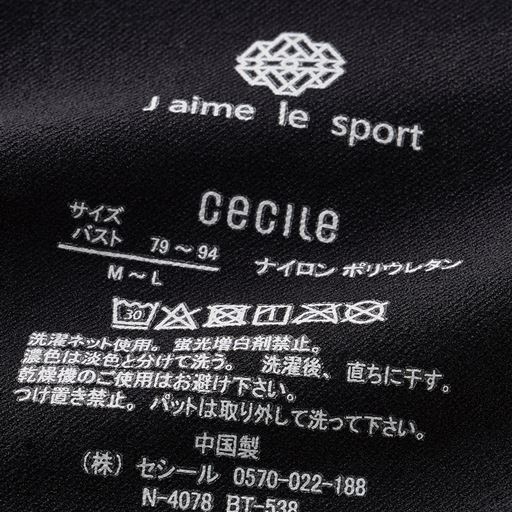 J'aime le sport
cecile
サイズ
バスト 79～94
M～L
ナイロン ポリウレタン
30
洗濯ネット使用。蛍光増白剤禁止。
濃色は淡色と分けて洗う。 洗濯後、直ちに干す。
乾燥機のご使用はお避け下さい。
つけ置き禁止。パットは取り外して洗って下さい。
中国製
（株）セシール 0570-022-188
N-4078 BT-538